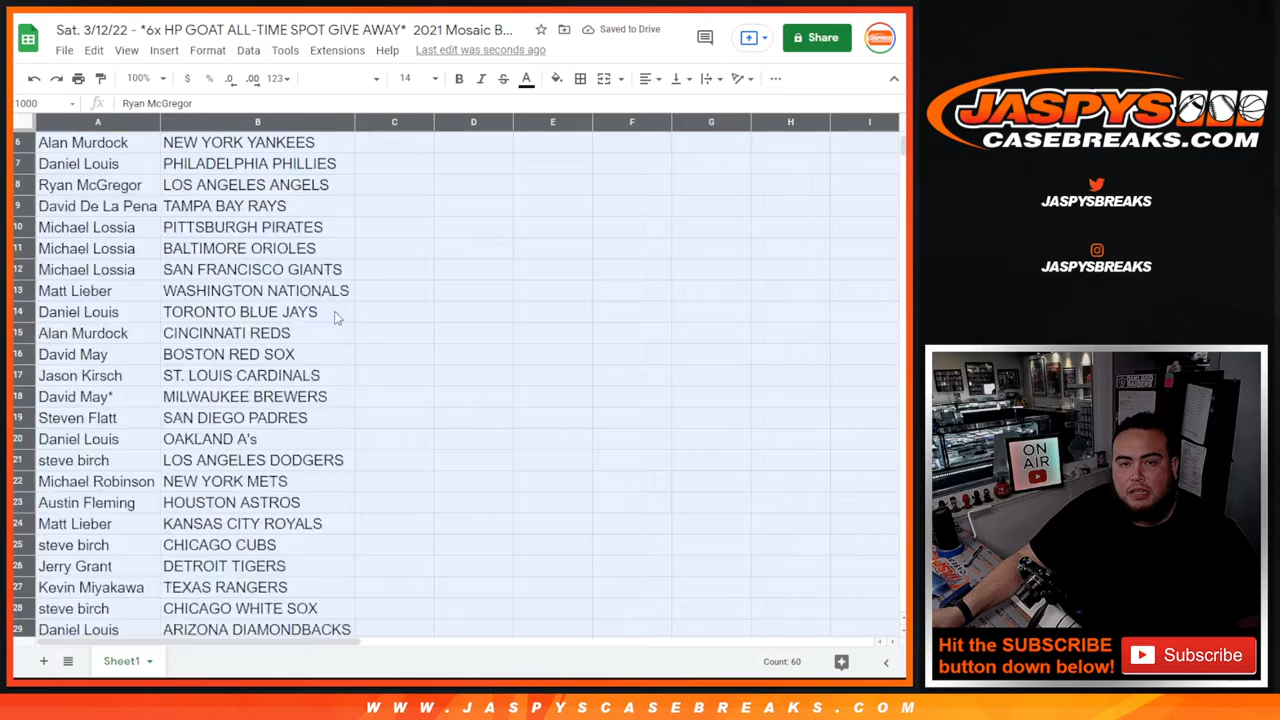 Sat. 3/12/22 - *6x HP GOAT ALL-TIME SPOT GIVE AWAY* 2021 Mosaic B...
Saved to Drive
File Edit View Insert Format Data Tools Extensions Help Last edit was seconds ago
Share
100% $ % .0 .00 123 14 B I S A
1000 fx Ryan McGregor
A B C D E F G H I
6 Alan Murdock NEW YORK YANKEES
7 Daniel Louis PHILADELPHIA PHILLIES
8 Ryan McGregor LOS ANGELES ANGELS
9 David De La Pena TAMPA BAY RAYS
10 Michael Lossia PITTSBURGH PIRATES
11 Michael Lossia BALTIMORE ORIOLES
12 Michael Lossia SAN FRANCISCO GIANTS
13 Matt Lieber WASHINGTON NATIONALS
14 Daniel Louis TORONTO BLUE JAYS
15 Alan Murdock CINCINNATI REDS
16 David May BOSTON RED SOX
17 Jason Kirsch ST. LOUIS CARDINALS
18 David May* MILWAUKEE BREWERS
19 Steven Flatt SAN DIEGO PADRES
20 Daniel Louis OAKLAND A's
21 steve birch LOS ANGELES DODGERS
22 Michael Robinson NEW YORK METS
23 Austin Fleming HOUSTON ASTROS
24 Matt Lieber KANSAS CITY ROYALS
25 steve birch CHICAGO CUBS
26 Jerry Grant DETROIT TIGERS
27 Kevin Miyakawa TEXAS RANGERS
28 steve birch CHICAGO WHITE SOX
29 Daniel Louis ARIZONA DIAMONDBACKS
Sheet1
Count: 60
JASPYS
CASEBREAKS.COM
JASPYSBREAKS
JASPYSBREAKS
OAKLAND
RAIDERS
ON
AIR
Hit the SUBSCRIBE
button down below!
Subscribe
WWW.JASPYSCASEBREAKS.COM